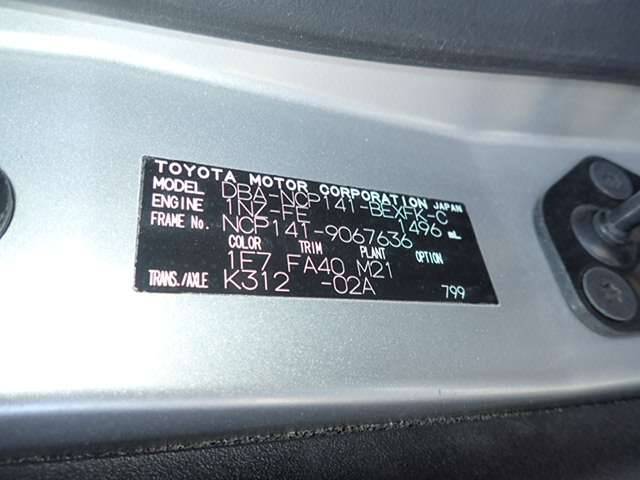 TOYOTA MOTOR CORPORATION JAPAN
MODEL DBA-NCP141-BEXFK-C
ENGINE 1NZ-FE 1496 mL
FRAME No. NCP141-9067636
COLOR TRIM PLANT OPTION
1F7 FA40 M21
TRANS./AXLE K312 -02A
799